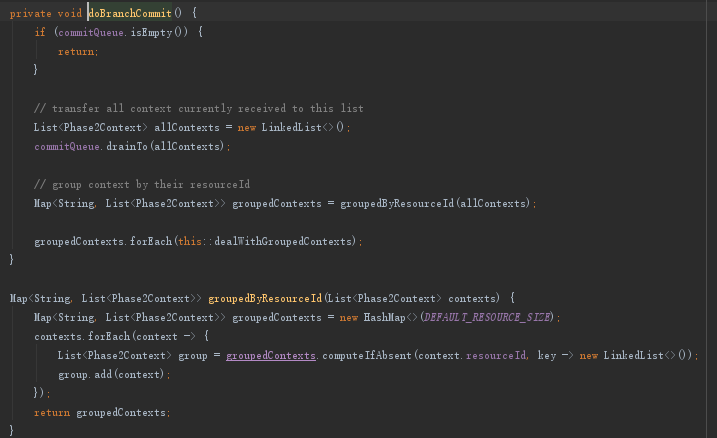 private void doBranchCommit() {
    if (commitQueue.isEmpty()) {
        return;
    }

    // transfer all context currently received to this list
    List<Phase2Context> allContexts = new LinkedList<>();
    commitQueue.drainTo(allContexts);

    // group context by their resourceId
    Map<String, List<Phase2Context>> groupedContexts = groupedByResourceId(allContexts);

    groupedContexts.forEach(this::dealWithGroupedContexts);
}

Map<String, List<Phase2Context>> groupedByResourceId(List<Phase2Context> contexts) {
    Map<String, List<Phase2Context>> groupedContexts = new HashMap<>(DEFAULT_RESOURCE_SIZE);
    contexts.forEach(context -> {
        List<Phase2Context> group = groupedContexts.computeIfAbsent(context.resourceId, key -> new LinkedList<>());
        group.add(context);
    });
    return groupedContexts;
}